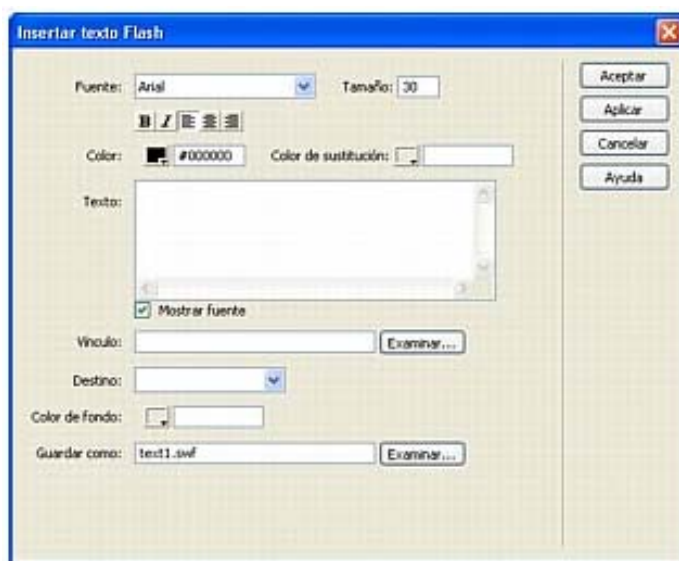 Insertar texto Flash
Fuente: Arial Tamaño: 30 Aceptar
B I Aplicar
Color: #000000 Color de sustitución: Cancelar
Texto: Ayuda
Mostrar fuente
Vínculo: Examinar...
Destino:
Color de fondo:
Guardar como: text1.swf Examinar...